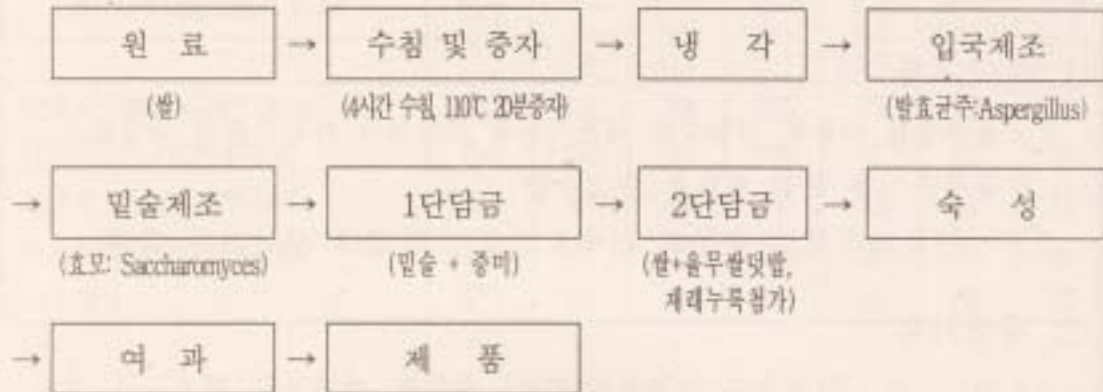 원 료 → 수침 및 증자 → 냉 각 → 입국제조
(쌀) (4시간 수침, 110℃ 20분증자) (발효균주:Aspergillus)
→ 밑술제조 → 1단담금 → 2단담금 → 숙 성
(효모: Saccharomyces) (밑술 + 증미) (쌀+율무쌀덧밥,
재래누룩첨가)
→ 여 과 → 제 품